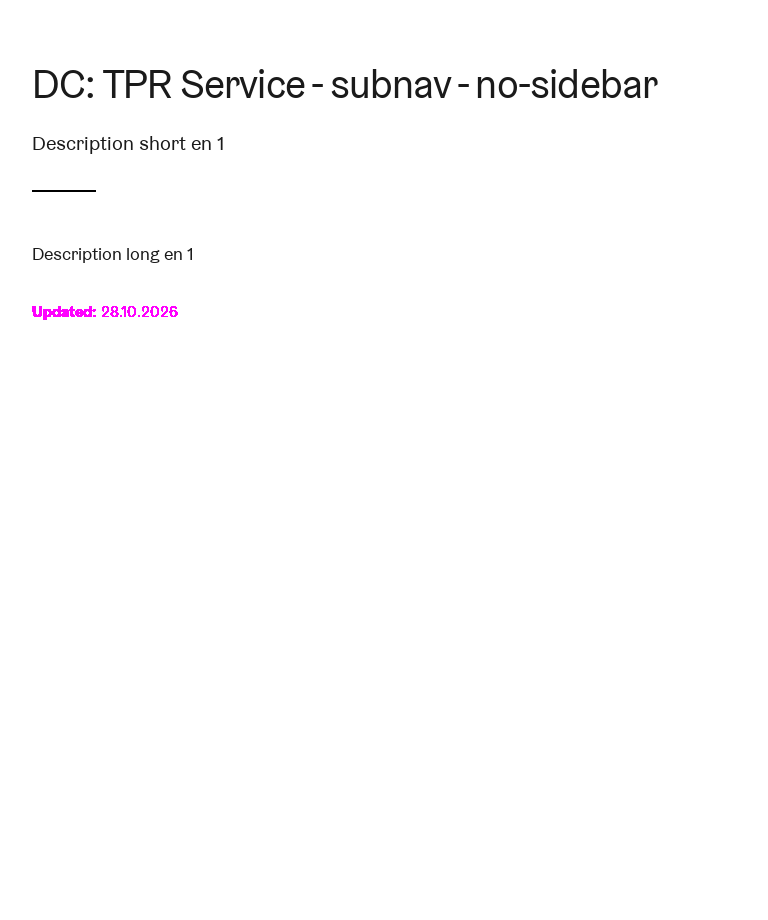 DC: TPR Service - subnav - no-sidebar
Description short en 1
Description long en 1
Updated: 28.10.2026